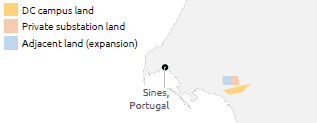 DC campus land
Private substation land
Adjacent land (expansion)
Sines,
Portugal